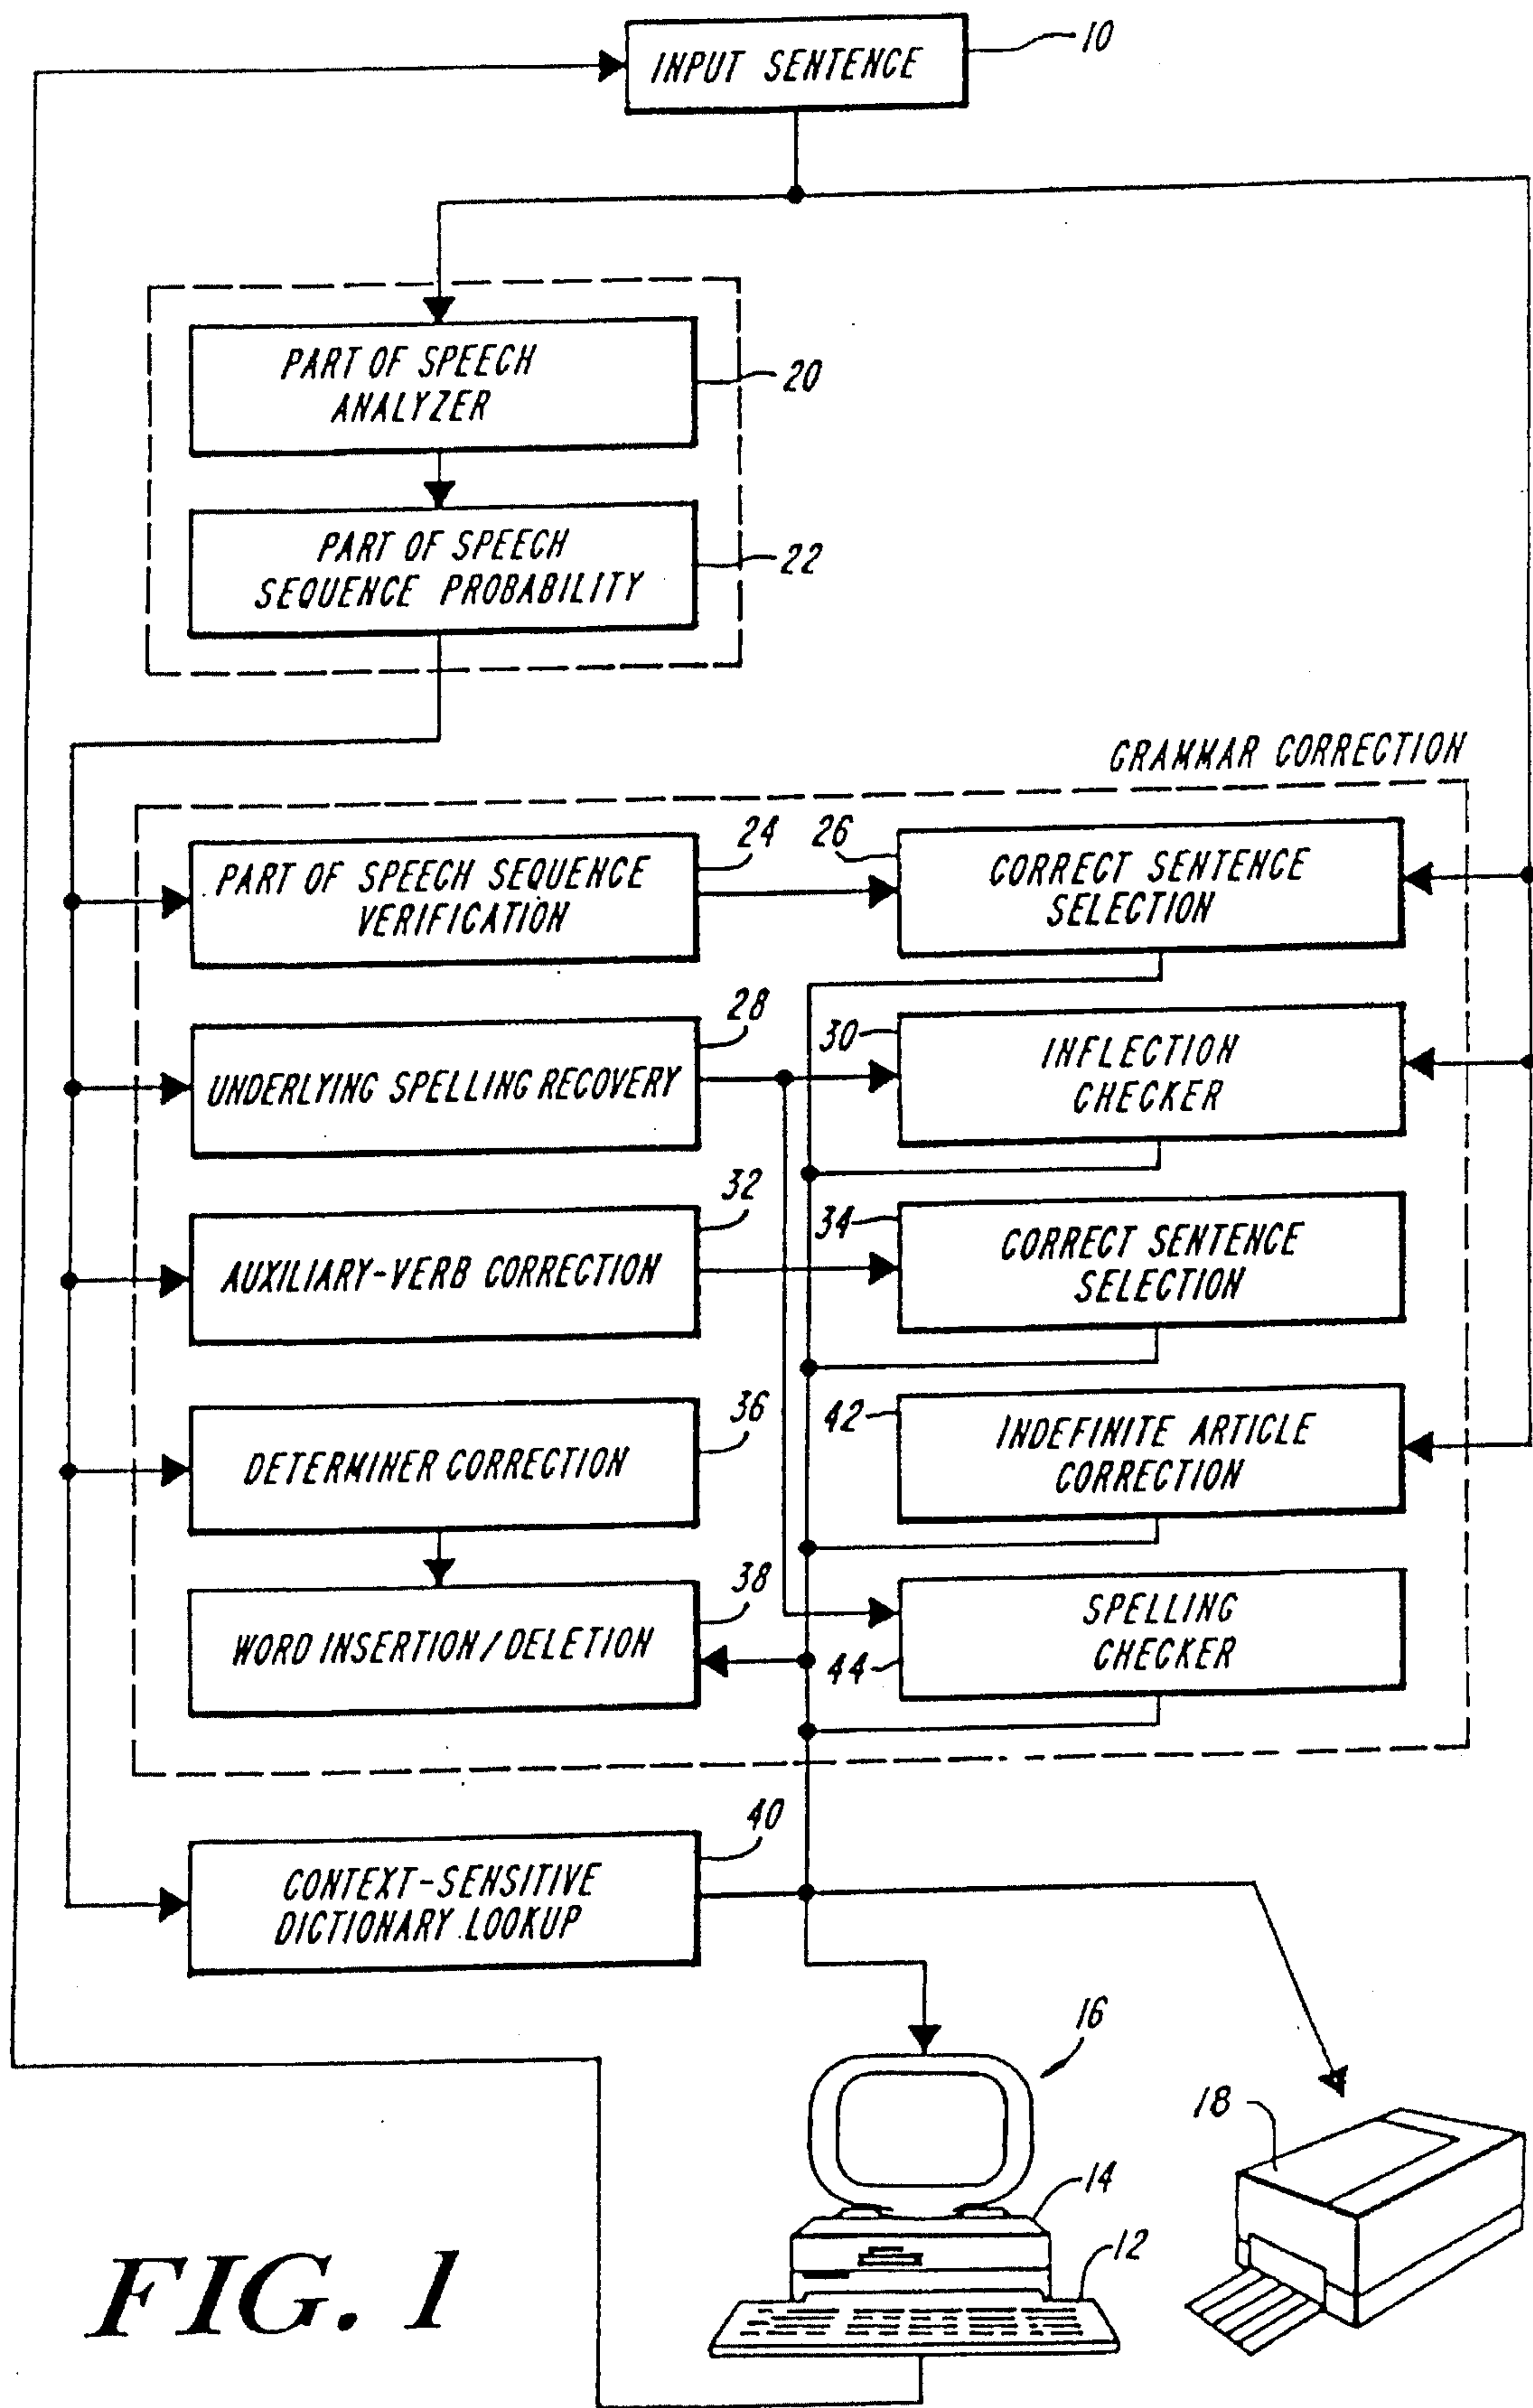 INPUT SENTENCE
10
PART OF SPEECH
ANALYZER
20
PART OF SPEECH
SEQUENCE PROBABILITY
22
GRAMMAR CORRECTION
PART OF SPEECH SEQUENCE
VERIFICATION
24
26
CORRECT SENTENCE
SELECTION
UNDERLYING SPELLING RECOVERY
28
30
INFLECTION
CHECKER
AUXILIARY-VERB CORRECTION
32
34
CORRECT SENTENCE
SELECTION
DETERMINER CORRECTION
36
42
INDEFINITE ARTICLE
CORRECTION
WORD INSERTION/DELETION
38
44
SPELLING
CHECKER
CONTEXT-SENSITIVE
DICTIONARY LOOKUP
40
16
18
14
12
FIG. 1